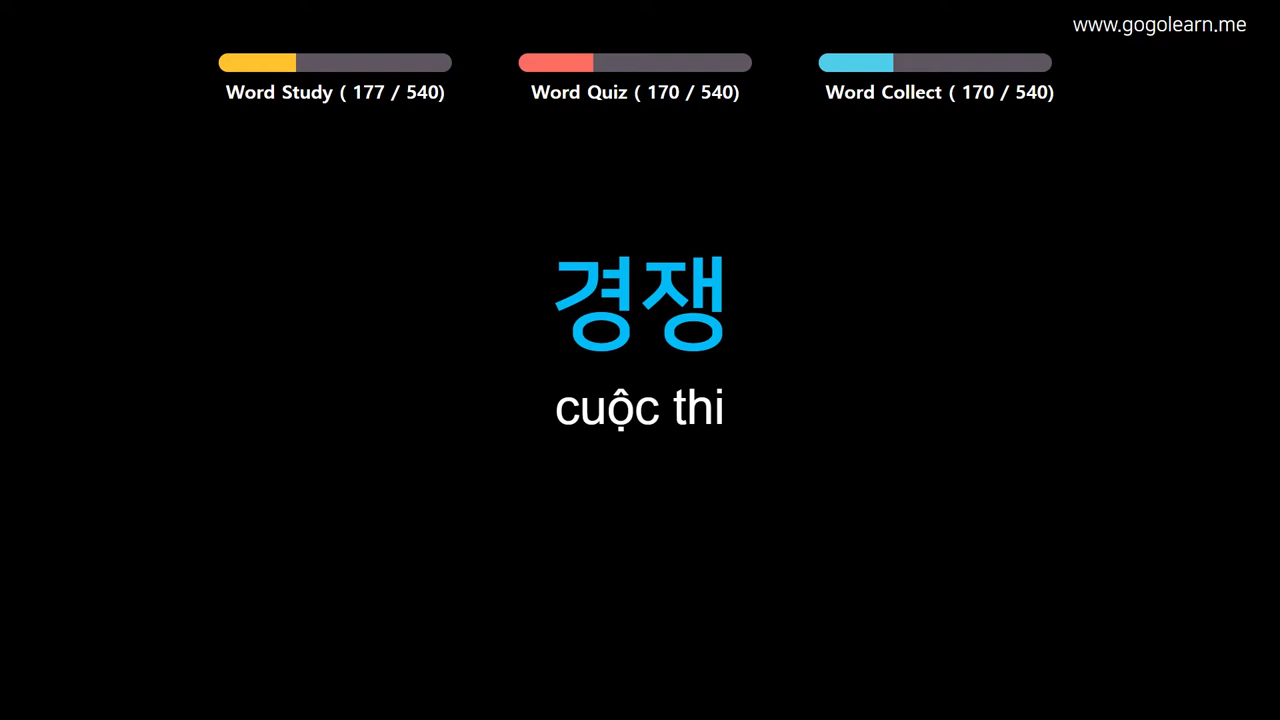 www.gogolearn.me
Word Study ( 177 / 540)
Word Quiz ( 170 / 540)
Word Collect ( 170 / 540)
경쟁
cuộc thi